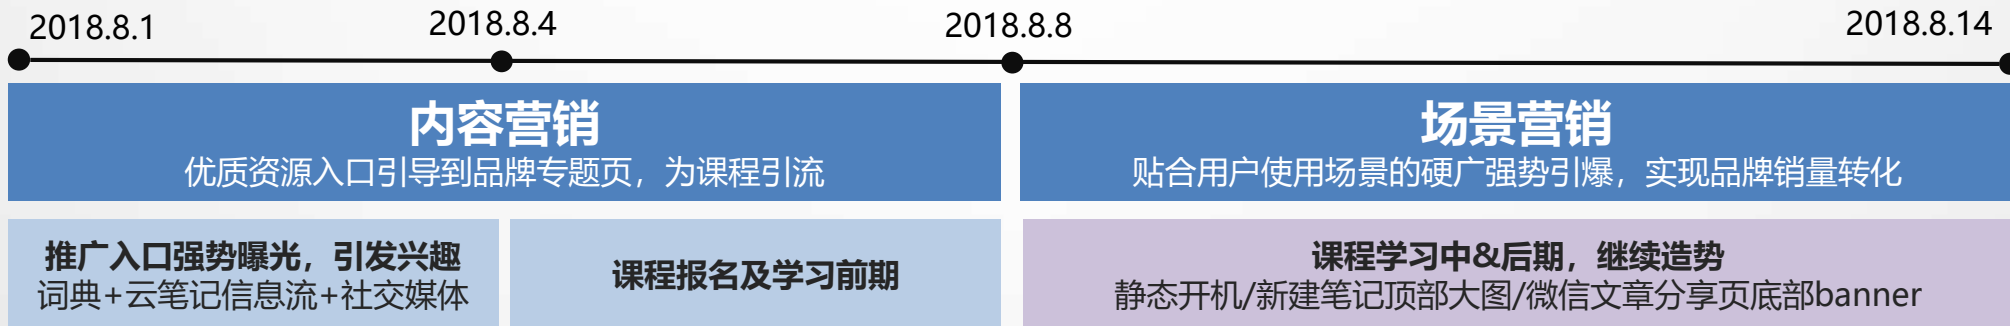 2018.8.1
2018.8.4
2018.8.8
2018.8.14
内容营销
优质资源入口引导到品牌专题页，为课程引流
场景营销
贴合用户使用场景的硬广强势引爆，实现品牌销量转化
推广入口强势曝光，引发兴趣
词典+云笔记信息流+社交媒体
课程报名及学习前期
课程学习中&后期，继续造势
静态开机/新建笔记顶部大图/微信文章分享页底部banner